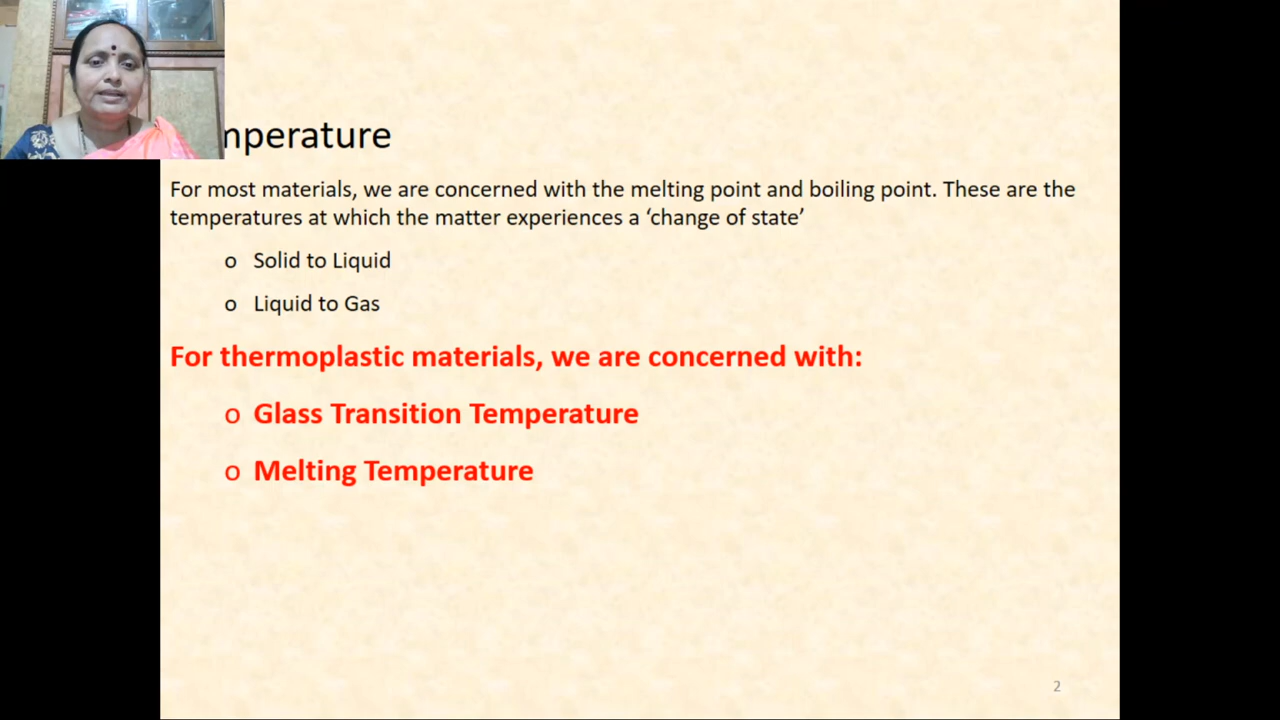 mperature
For most materials, we are concerned with the melting point and boiling point. These are the
temperatures at which the matter experiences a ‘change of state’
o Solid to Liquid
o Liquid to Gas
For thermoplastic materials, we are concerned with:
o Glass Transition Temperature
o Melting Temperature
2